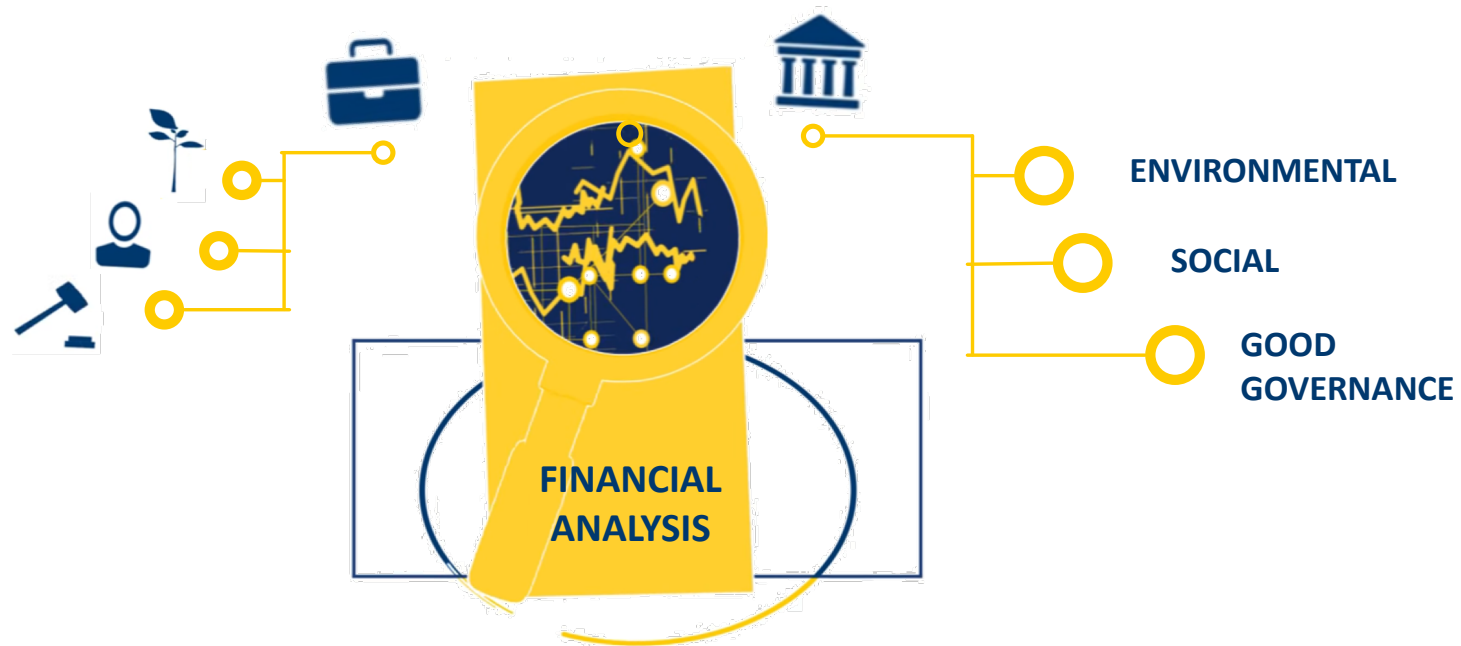 ENVIRONMENTAL
SOCIAL
GOOD
GOVERNANCE
FINANCIAL
ANALYSIS